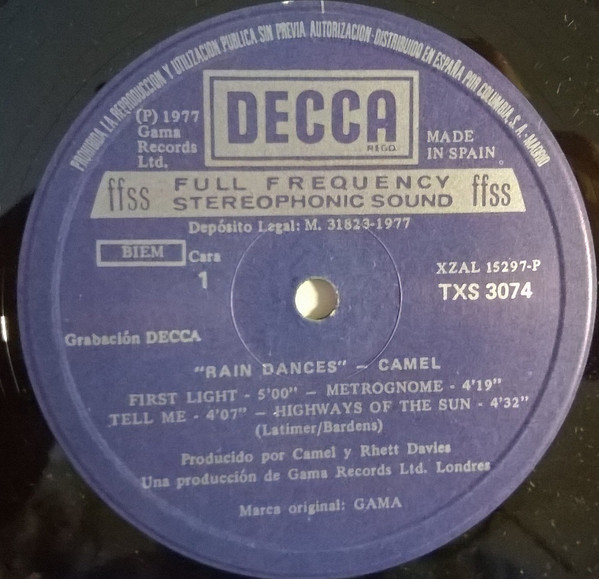 PROHIBIDA LA REPRODUCCION Y UTILIZACION PUBLICA SIN PREVIA AUTORIZACION-DISTRIBUIDO EN ESPAÑA POR COLUMBIA, S. A.-MADRID
(P) 1977
Gama
Records
Ltd.
DECCA
REGD.
MADE
IN SPAIN
ffss FULL FREQUENCY STEREOPHONIC SOUND ffss
Depósito Legal: M. 31823-1977
BIEM
Cara
1
XZAL 15297-P
TXS 3074
Grabación DECCA
"RAIN DANCES" - CAMEL
FIRST LIGHT - 5'00" - METROGNOME - 4'19"
TELL ME - 4'07" - HIGHWAYS OF THE SUN - 4'32"
(Latimer/Bardens)
Producido por Camel y Rhett Davies
Una producción de Gama Records Ltd. Londres
Marca original: GAMA